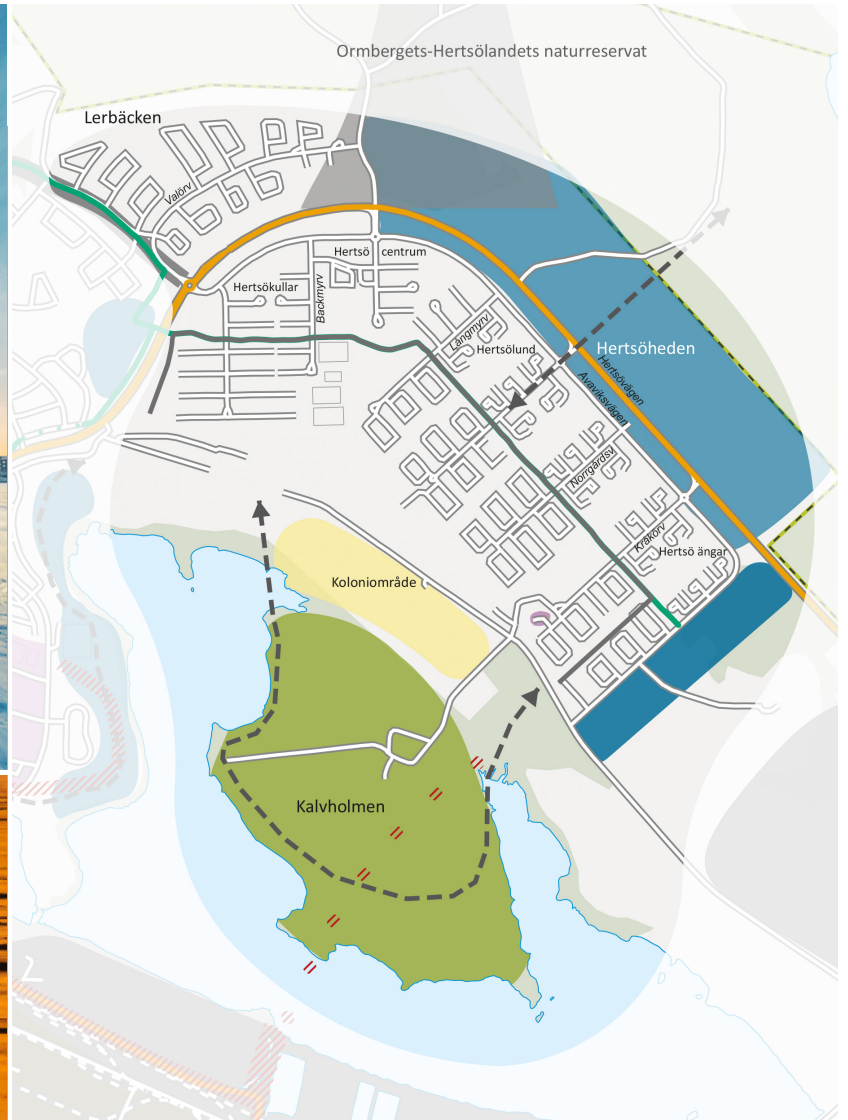 Ormbergets-Hertsölandets naturreservat
Lerbäcken
Valörv
Hertsö centrum
Hertsökullar
Backmyrv
Långmyrv
Hertsölund
Hertsöheden
Hertsövägen
Avaviksvägen
Norrgårdsv
Kråkörv
Hertsö ängar
Koloniområde
Kalvholmen